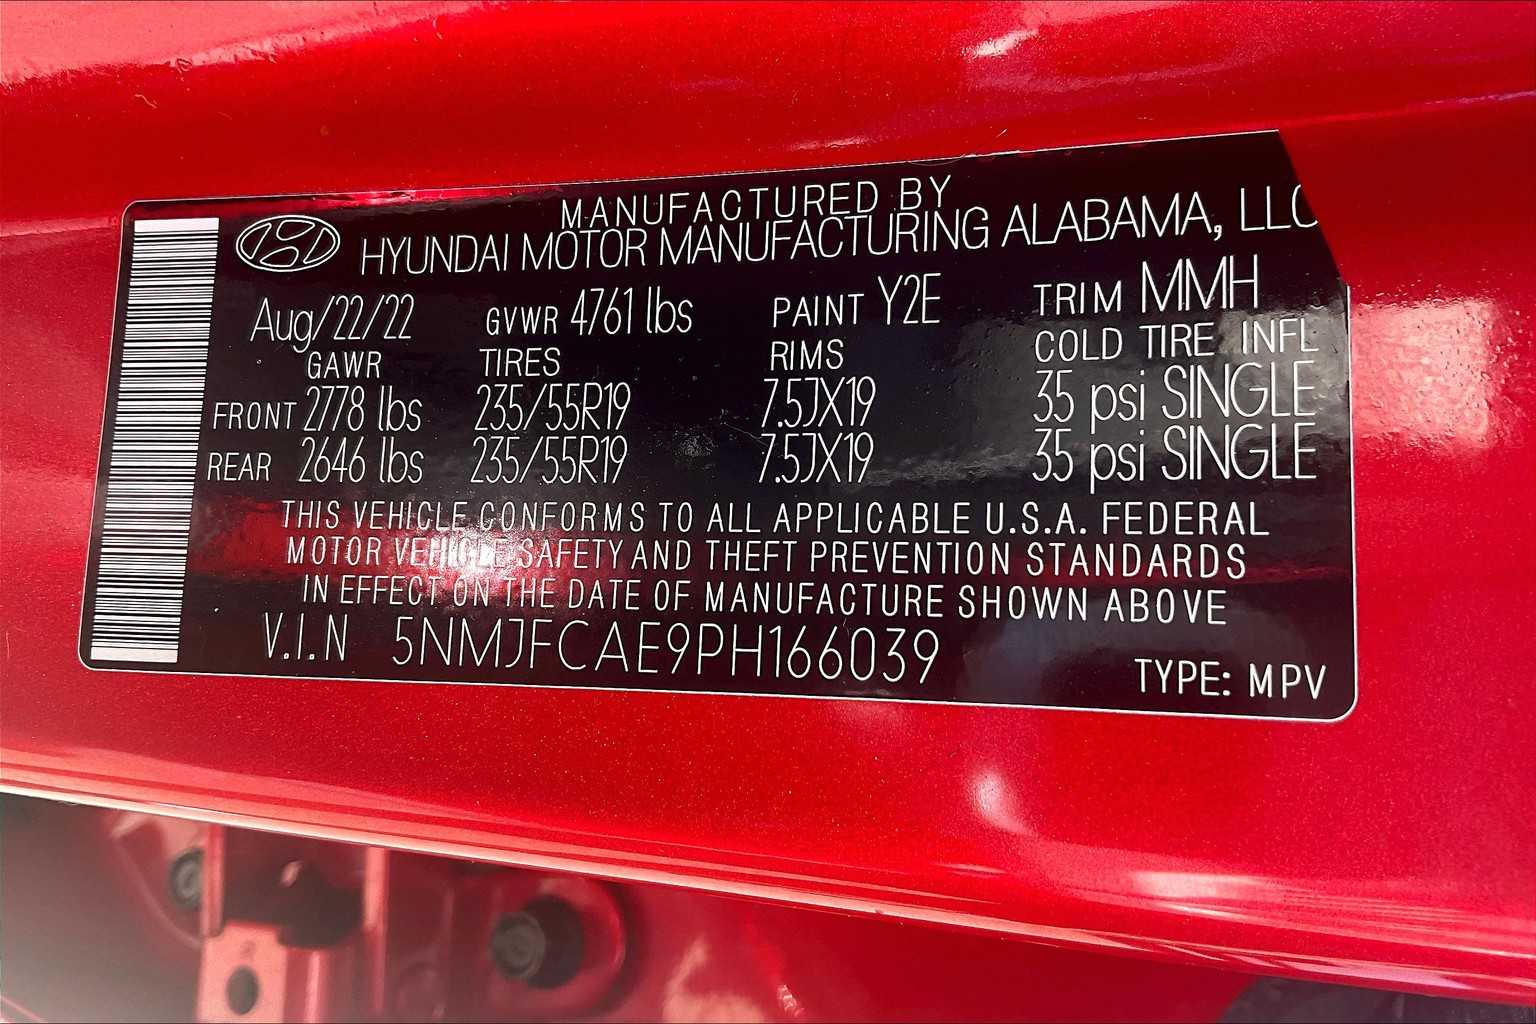 MANUFACTURED BY
HYUNDAI MOTOR MANUFACTURING ALABAMA, LLC
Aug/22/22 GVWR 4761 lbs PAINT Y2E TRIM MMH
GAWR TIRES RIMS COLD TIRE INFL
FRONT 2778 lbs 235/55R19 7.5JX19 35 psi SINGLE
REAR 2646 lbs 235/55R19 7.5JX19 35 psi SINGLE
THIS VEHICLE CONFORMS TO ALL APPLICABLE U.S.A. FEDERAL
MOTOR VEHICLE SAFETY AND THEFT PREVENTION STANDARDS
IN EFFECT ON THE DATE OF MANUFACTURE SHOWN ABOVE
V.I.N 5NMJFCAE9PH166039
TYPE: MPV